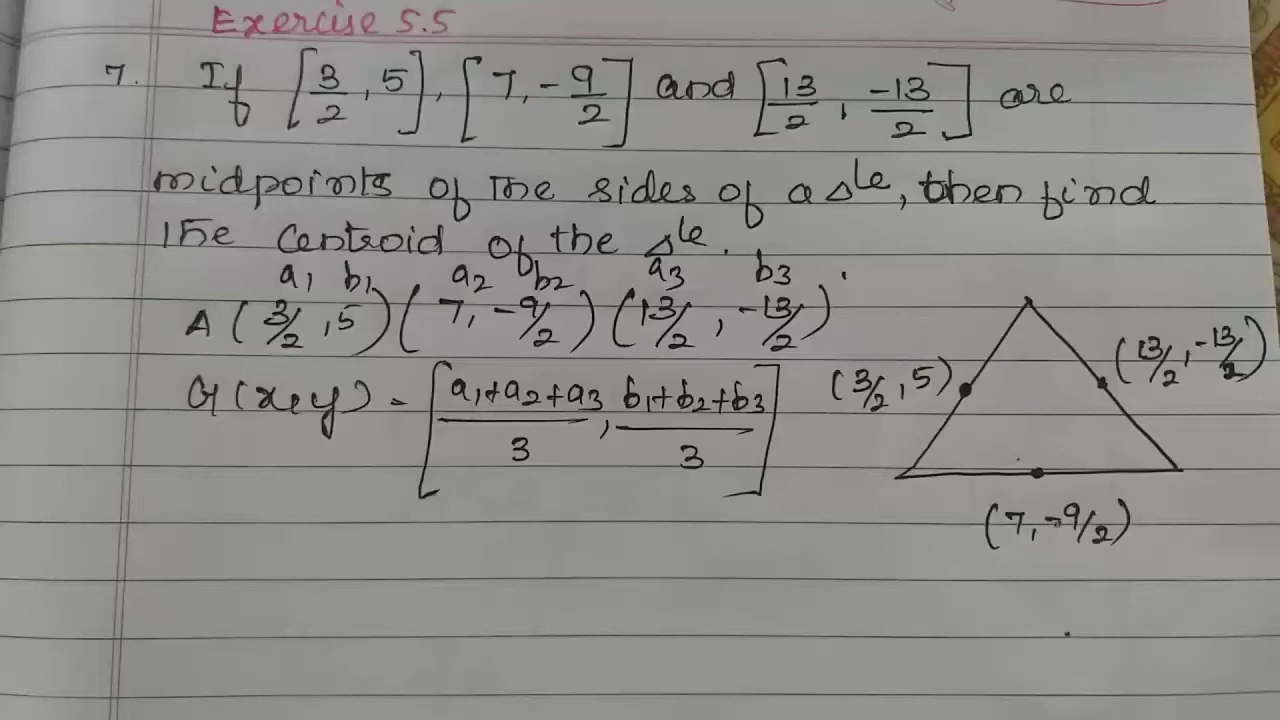 Exercise 5.5
7. If [3/2, 5], [7, -9/2] and [13/2, -13/2] are
midpoints of the sides of a Δle, then find
the centroid of the Δle.
a1 b1 a2 b2 a3 b3
A (3/2, 5) (7, -9/2) (13/2, -13/2)
G(x,y) = [a1+a2+a3/3, b1+b2+b3/3]
(3/2, 5)
(13/2, -13/2)
(7, -9/2)